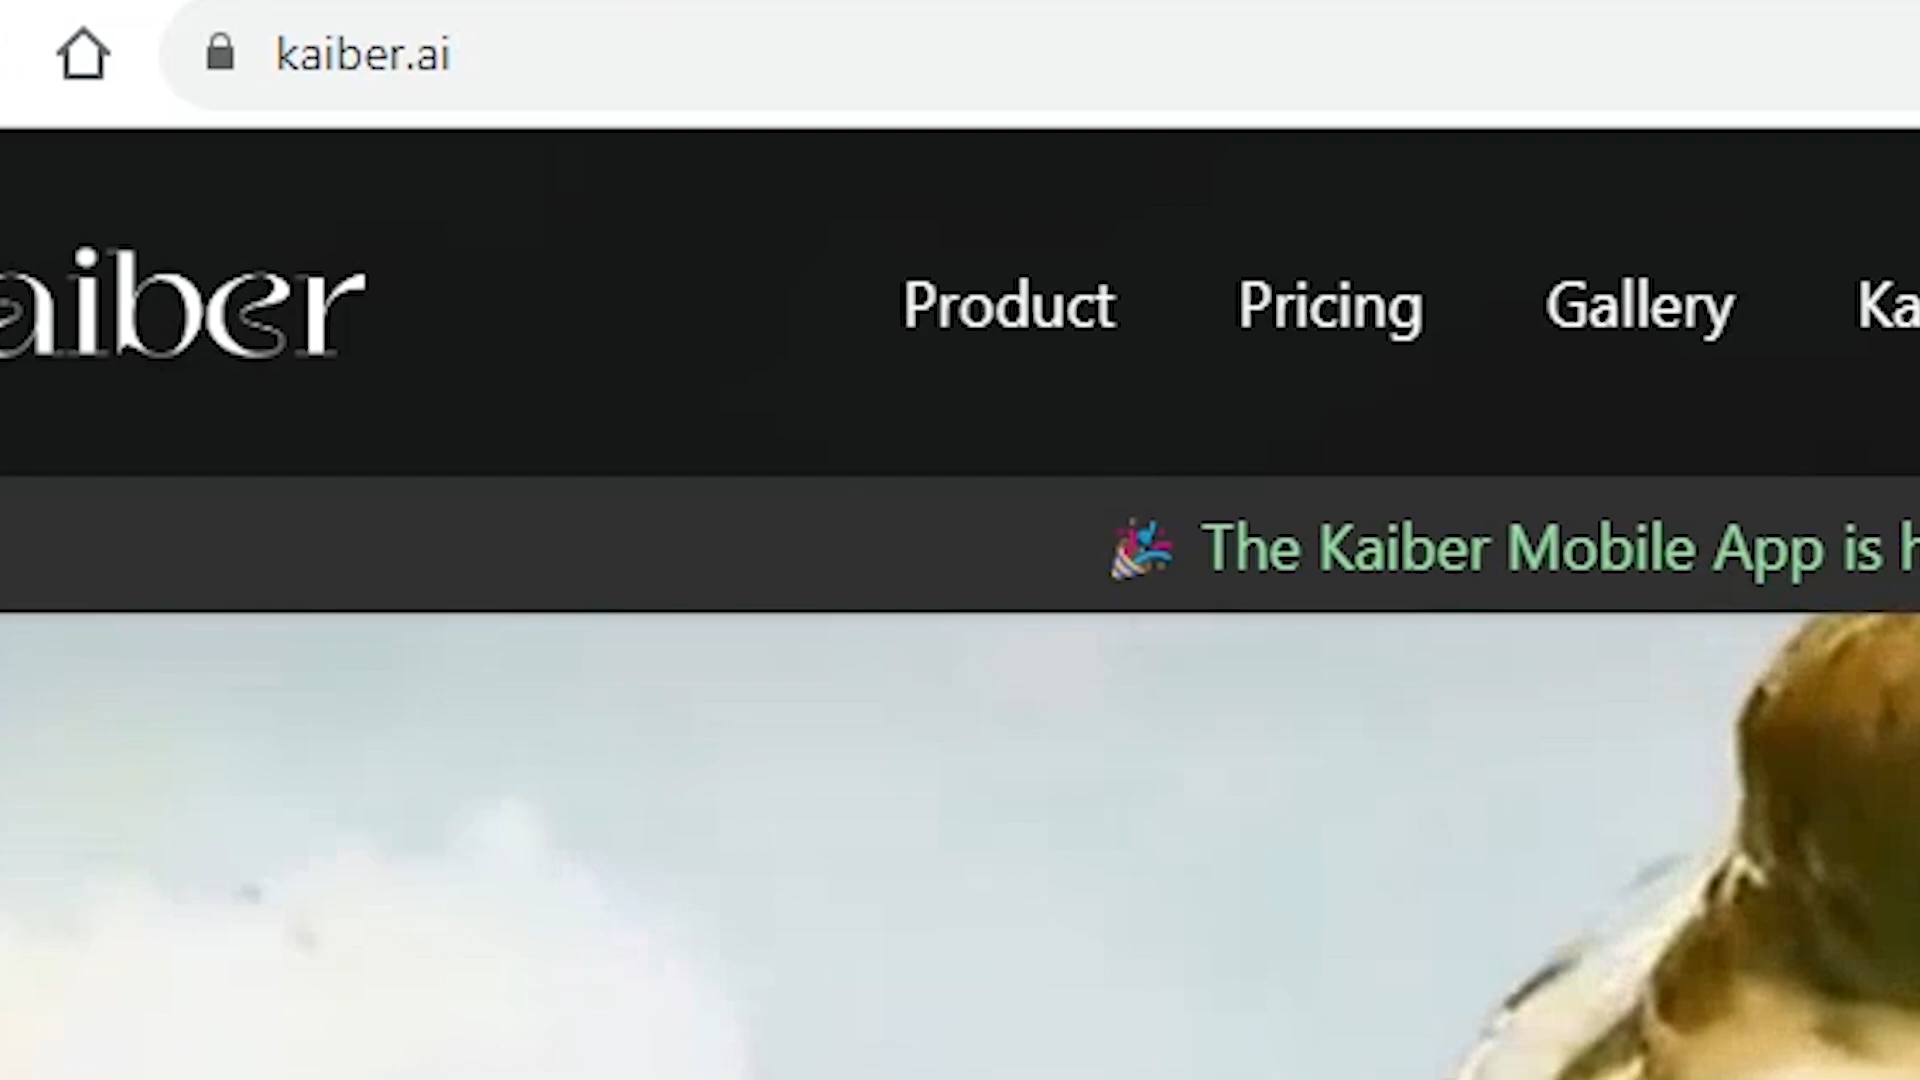 kaiber.ai
aiber
Product Pricing Gallery Ka
The Kaiber Mobile App is h